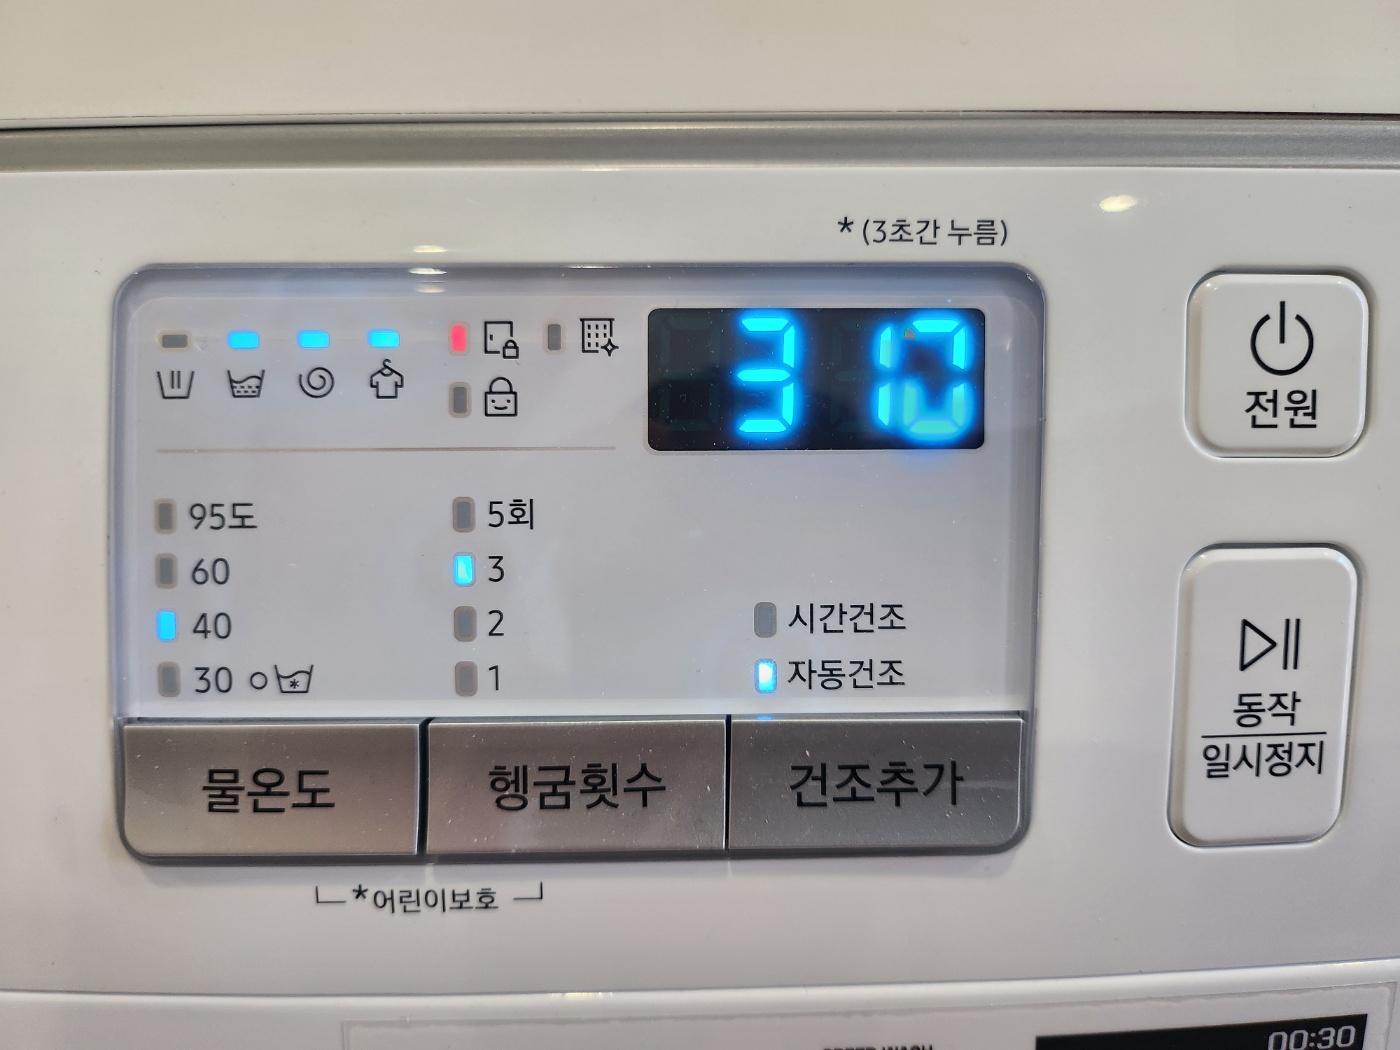 * (3초간 누름)
3 10
전원
95도
60
40
30
5회
3
2
1
시간건조
자동건조
동작
일시정지
물온도
헹굼횟수
건조추가
*어린이보호
00:30